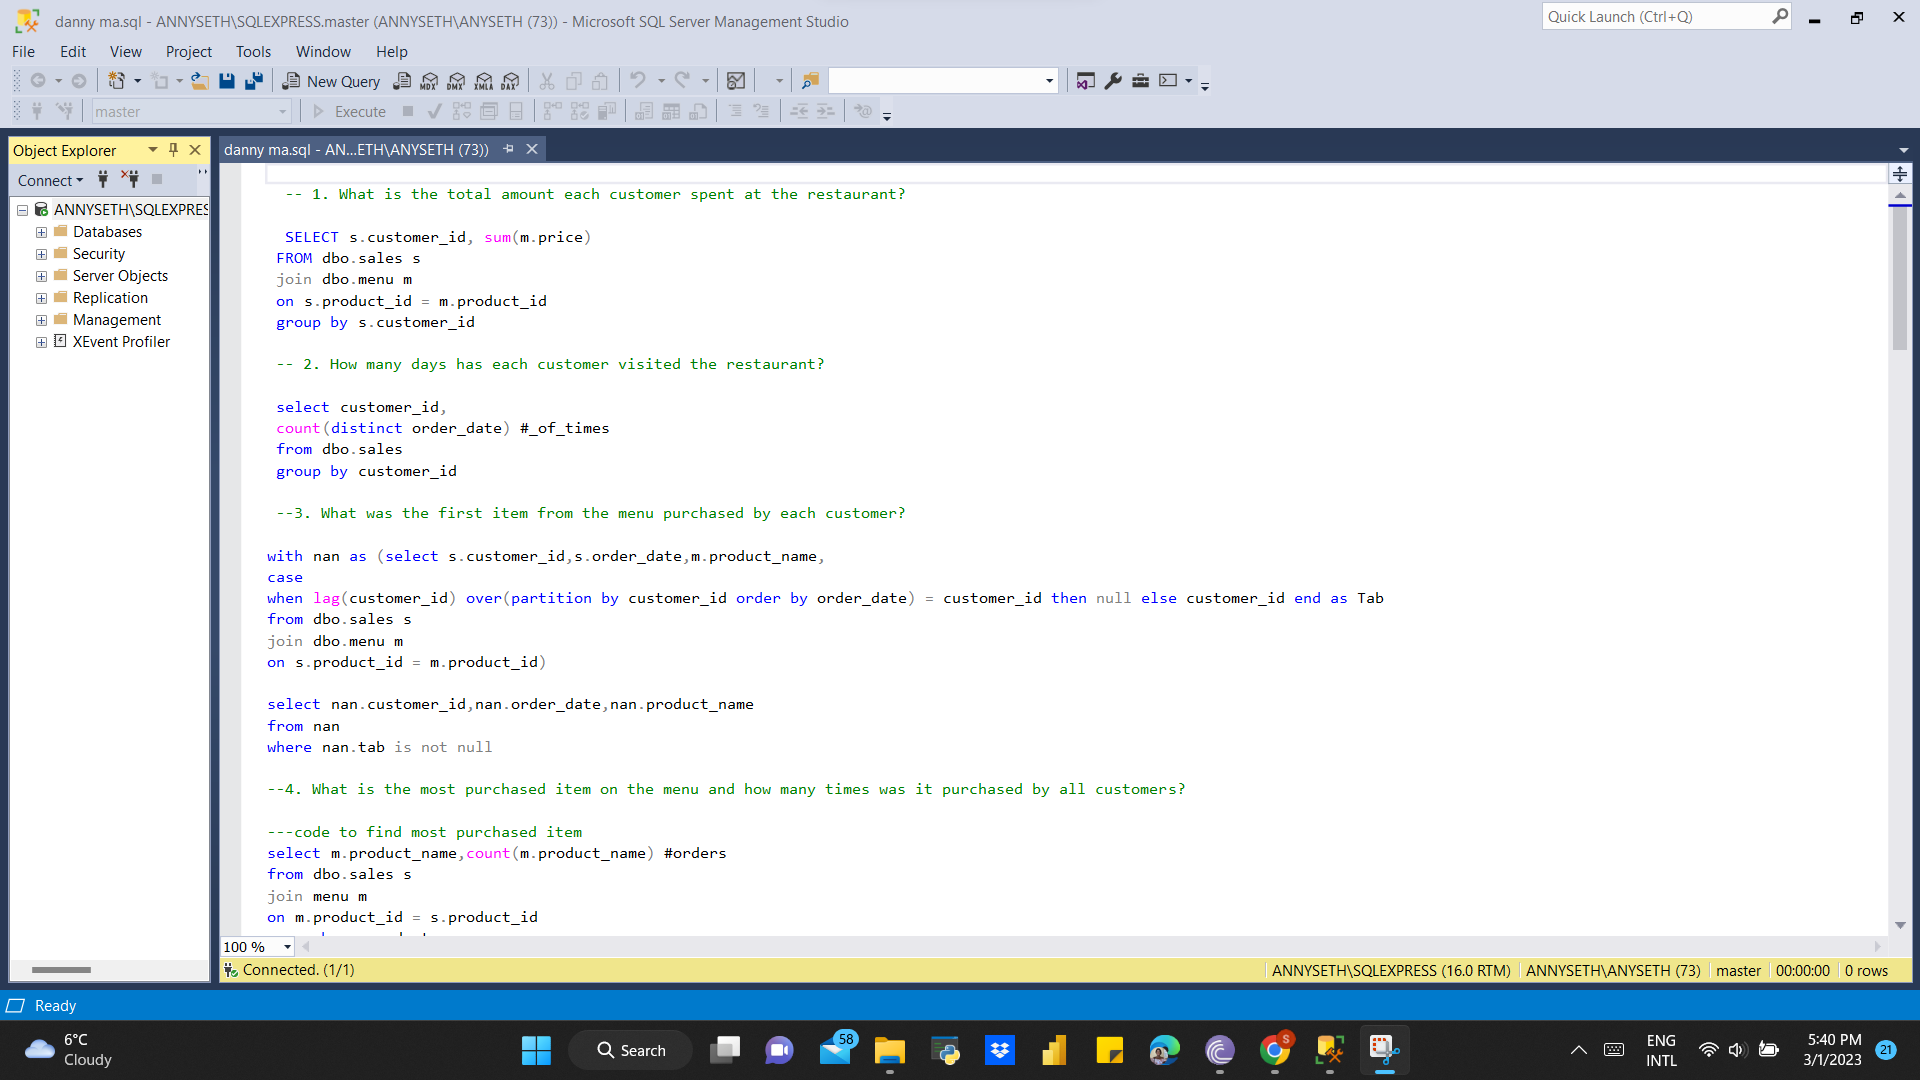 danny ma.sql - ANNYSETH\SQLEXPRESS.master (ANNYSETH\ANYSETH (73)) - Microsoft SQL Server Management Studio
Quick Launch (Ctrl+Q)
File Edit View Project Tools Window Help
New Query MDX DMX XMLA DAX
master Execute
Object Explorer
danny ma.sql - AN...ETH\ANYSETH (73))
Connect
ANNYSETH\SQLEXPRES
Databases
Security
Server Objects
Replication
Management
XEvent Profiler
-- 1. What is the total amount each customer spent at the restaurant?
SELECT s.customer_id, sum(m.price)
FROM dbo.sales s
join dbo.menu m
on s.product_id = m.product_id
group by s.customer_id
-- 2. How many days has each customer visited the restaurant?
select customer_id,
count(distinct order_date) #_of_times
from dbo.sales
group by customer_id
--3. What was the first item from the menu purchased by each customer?
with nan as (select s.customer_id,s.order_date,m.product_name,
case
when lag(customer_id) over(partition by customer_id order by order_date) = customer_id then null else customer_id end as Tab
from dbo.sales s
join dbo.menu m
on s.product_id = m.product_id)
select nan.customer_id,nan.order_date,nan.product_name
from nan
where nan.tab is not null
--4. What is the most purchased item on the menu and how many times was it purchased by all customers?
---code to find most purchased item
select m.product_name,count(m.product_name) #orders
from dbo.sales s
join menu m
on m.product_id = s.product_id
100 %
Connected. (1/1)
ANNYSETH\SQLEXPRESS (16.0 RTM) ANNYSETH\ANYSETH (73) master 00:00:00 0 rows
Ready
6°C
Cloudy
Search
58
S
ENG
INTL
5:40 PM
3/1/2023
21